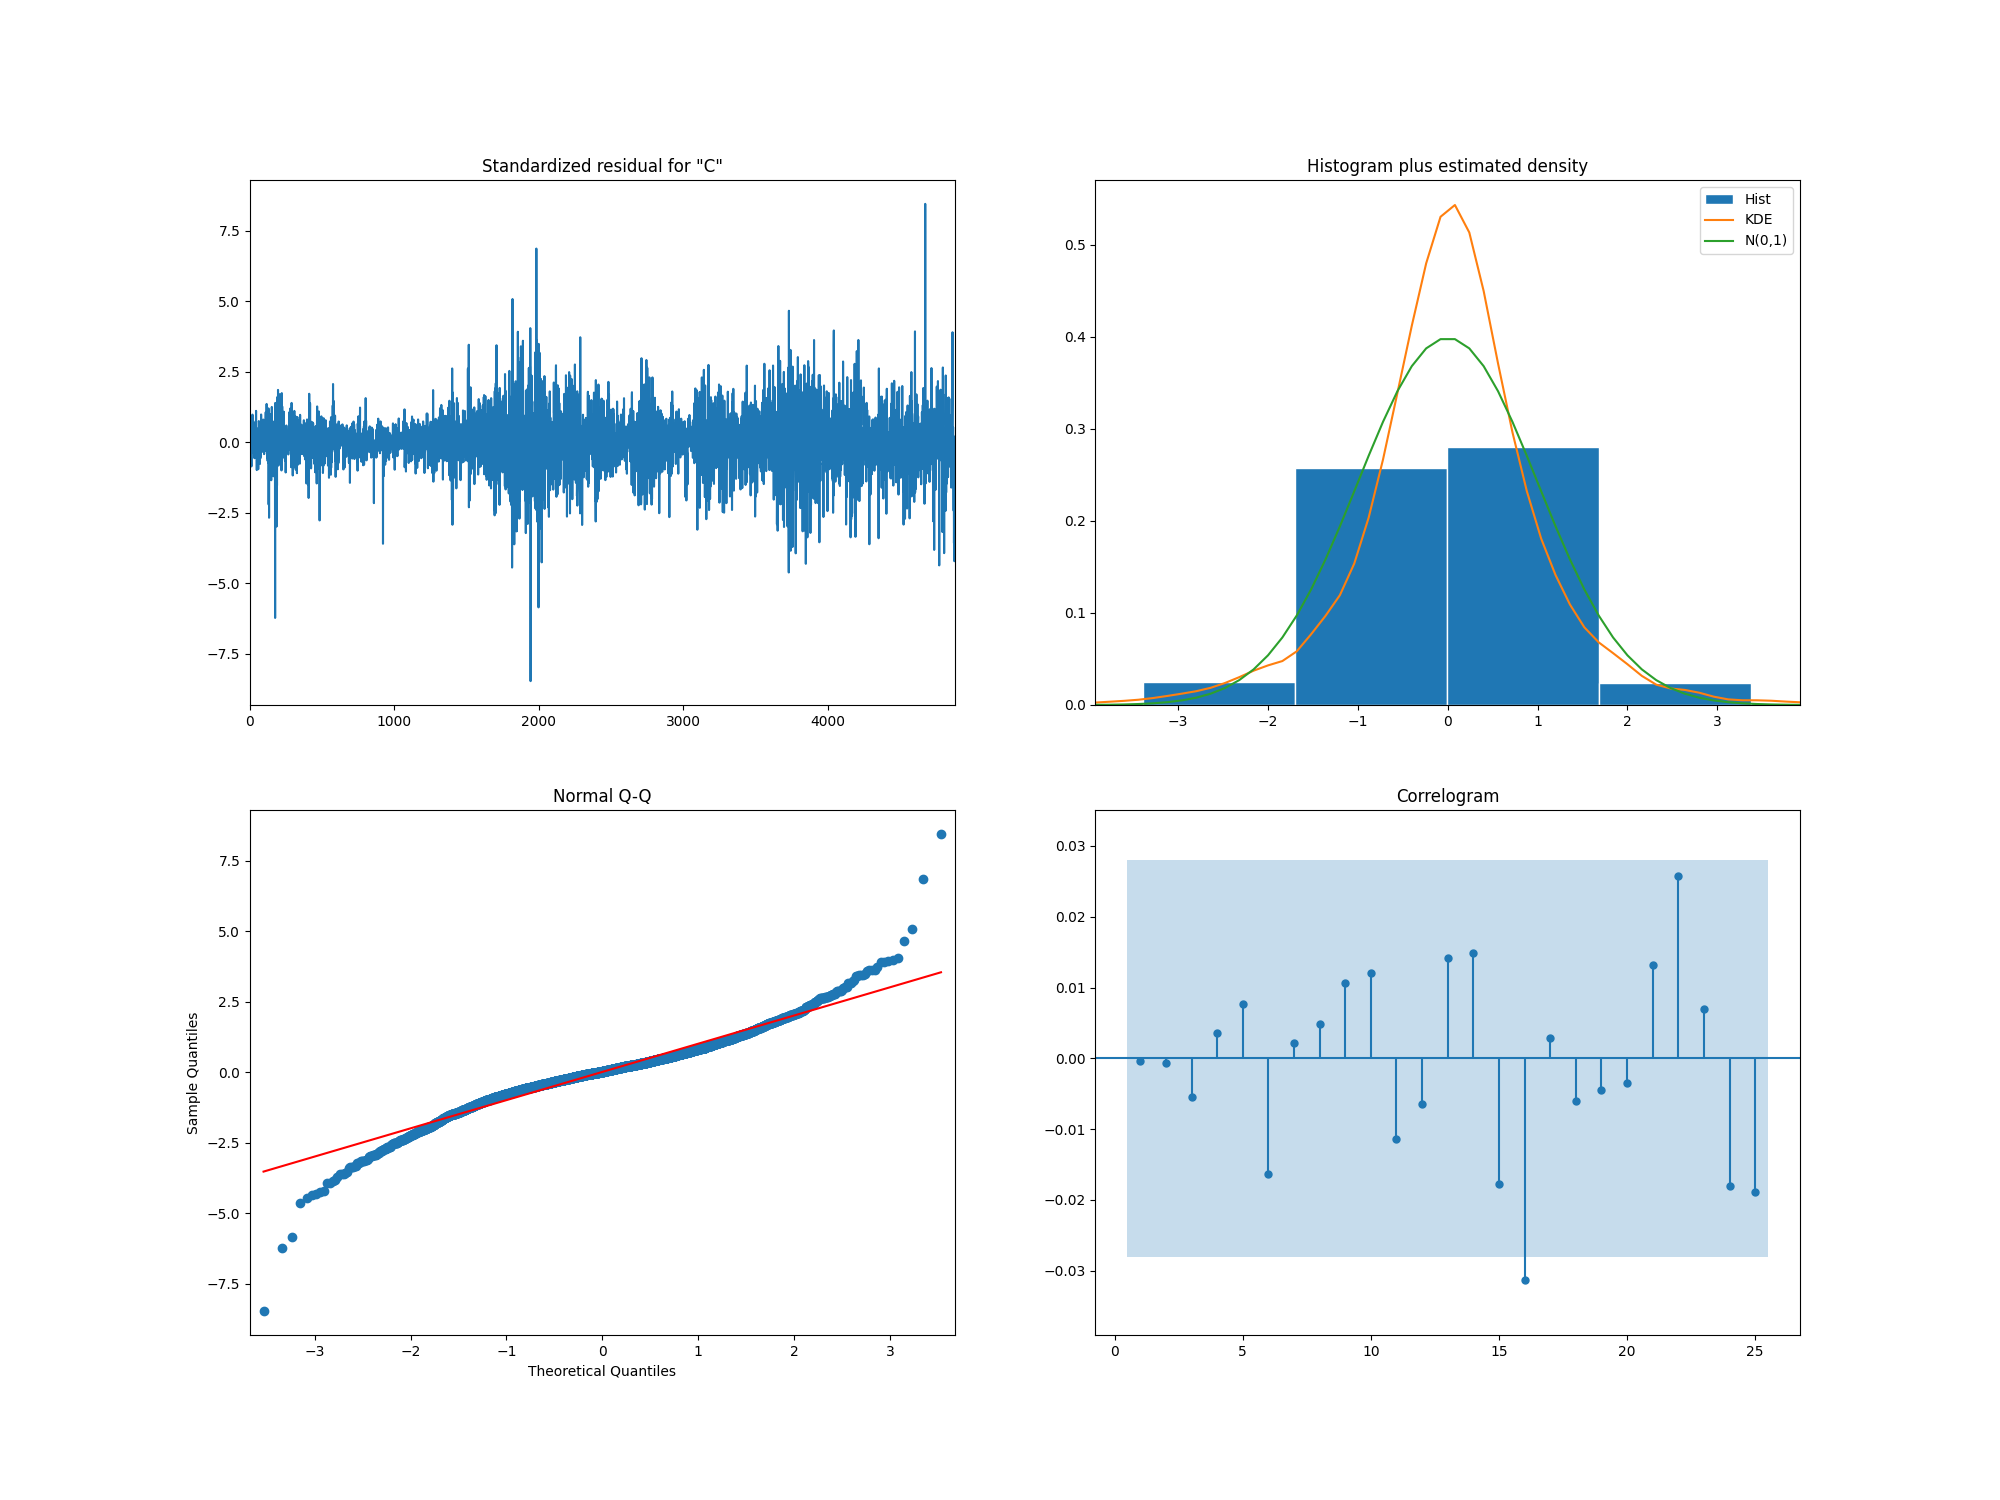 Standardized residual for "C"
7.5
5.0
2.5
0.0
−2.5
−5.0
−7.5
0 1000 2000 3000 4000
Histogram plus estimated density
Hist
KDE
N(0,1)
0.5
0.4
0.3
0.2
0.1
0.0
−3 −2 −1 0 1 2 3
Normal Q-Q
Sample Quantiles
7.5
5.0
2.5
0.0
−2.5
−5.0
−7.5
−3 −2 −1 0 1 2 3
Theoretical Quantiles
Correlogram
0.03
0.02
0.01
0.00
−0.01
−0.02
−0.03
0 5 10 15 20 25